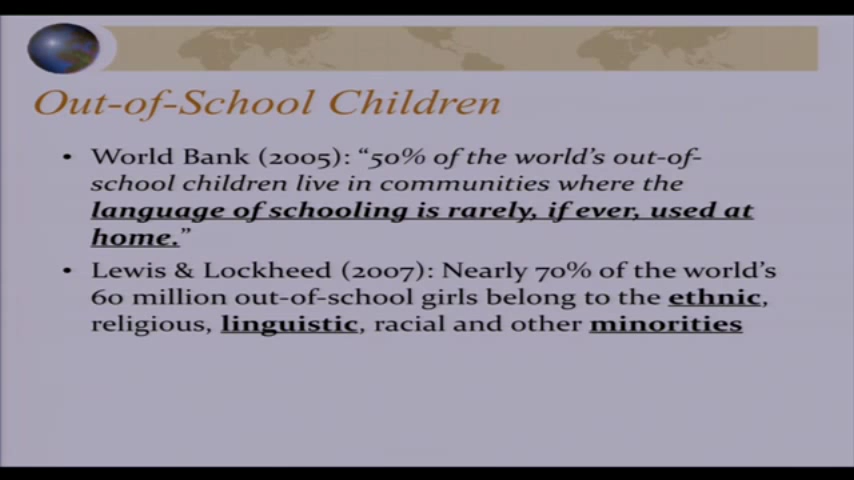 Out-of-School Children
• World Bank (2005): “50% of the world’s out-of-
school children live in communities where the
language of schooling is rarely, if ever, used at
home.”
• Lewis & Lockheed (2007): Nearly 70% of the world’s
60 million out-of-school girls belong to the ethnic,
religious, linguistic, racial and other minorities